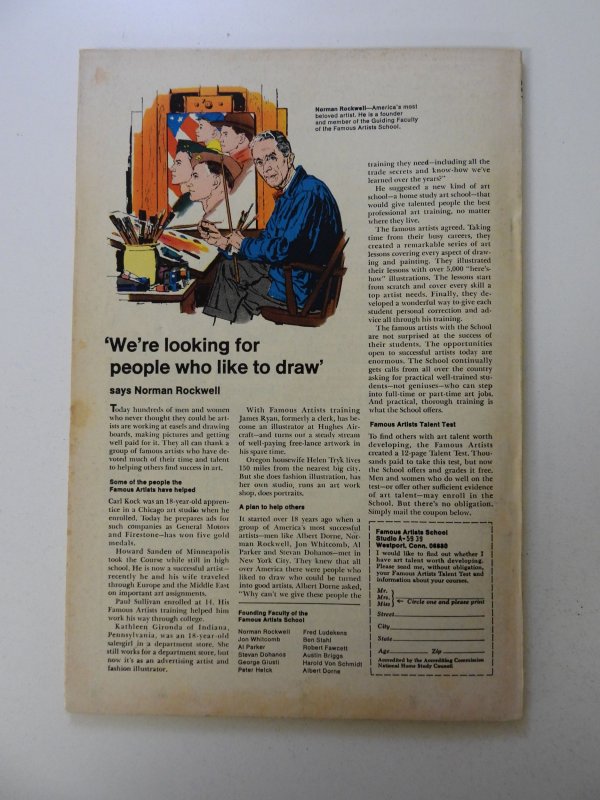 Norman Rockwell—America's most
beloved artist. He is a founder
and member of the Guiding Faculty
of the Famous Artists School.
'We're looking for
people who like to draw'
says Norman Rockwell
Today hundreds of men and women
who never thought they could be art-
ists are working at easels and drawing
boards, making pictures and getting
well paid for it. They all can thank a
group of famous artists who have de-
voted much of their time and talent
to helping others find success in art.
Some of the people the
Famous Artists have helped
Carl Kock was an 18-year-old appren-
tice in a Chicago art studio when he
enrolled. Today he prepares ads for
such companies as General Motors
and Firestone—has won five gold
medals.
Howard Sanden of Minneapolis
took the Course while still in high
school. He is now a successful artist—
recently he and his wife traveled
through Europe and the Middle East
on important art assignments.
Paul Sullivan enrolled at 14. His
Famous Artists training helped him
work his way through college.
Kathleen Gironda of Indiana,
Pennsylvania, was an 18-year-old
salesgirl in a department store. She
still works for a department store, but
now it's as an advertising artist and
fashion illustrator.
With Famous Artists training
James Ryan, formerly a clerk, has be-
come an illustrator at Hughes Air-
craft—and turns out a steady stream
of well-paying free-lance artwork in
his spare time.
Oregon housewife Helen Tryk lives
150 miles from the nearest big city.
But she does fashion illustration, has
her own studio, runs an art work
shop, does portraits.
A plan to help others
It started over 18 years ago when a
group of America's most successful
artists—men like Albert Dorne, Nor-
man Rockwell, Jon Whitcomb, Al
Parker and Stevan Dohanos—met in
New York City. They knew that all
over America there were people who
liked to draw who could be turned
into good artists. Albert Dorne asked,
"Why can't we give these people the
Founding Faculty of the
Famous Artists School
Norman Rockwell
Jon Whitcomb
Al Parker
Stevan Dohanos
George Giusti
Peter Helck
Fred Ludekens
Ben Stahl
Robert Fawcett
Austin Briggs
Harold Von Schmidt
Albert Dorne
training they need—including all the
trade secrets and know-how we've
learned over the years?"
He suggested a new kind of art
school—a home study art school—that
would give talented people the best
professional art training, no matter
where they live.
The famous artists agreed. Taking
time from their busy careers, they
created a remarkable series of art
lessons covering every aspect of draw-
ing and painting. They illustrated
their lessons with over 5,000 "here's-
how" illustrations. The lessons start
from scratch and cover every skill a
top artist needs. Finally, they de-
veloped a wonderful way to give each
student personal correction and ad-
vice all through his training.
The famous artists with the School
are not surprised at the success of
their students. The opportunities
open to successful artists today are
enormous. The School continually
gets calls from all over the country
asking for practical well-trained stu-
dents—not geniuses—who can step
into full-time or part-time art jobs.
And practical, thorough training is
what the School offers.
Famous Artists Talent Test
To find others with art talent worth
developing, the Famous Artists
created a 12-page Talent Test. Thou-
sands paid to take this test, but now
the School offers and grades it free.
Men and women who do well on the
test—or offer other sufficient evidence
of art talent—may enroll in the
School. But there's no obligation.
Simply mail the coupon below.
Famous Artists School
Studio A-5939
Westport, Conn. 06880
I would like to find out whether I
have art talent worth developing.
Please send me, without obligation,
your Famous Artists Talent Test and
information about your courses.
Mr.
Mrs.
Miss ← Circle one and please print
Street
City
State
Age Zip
Accredited by the Accrediting Commission
National Home Study Council